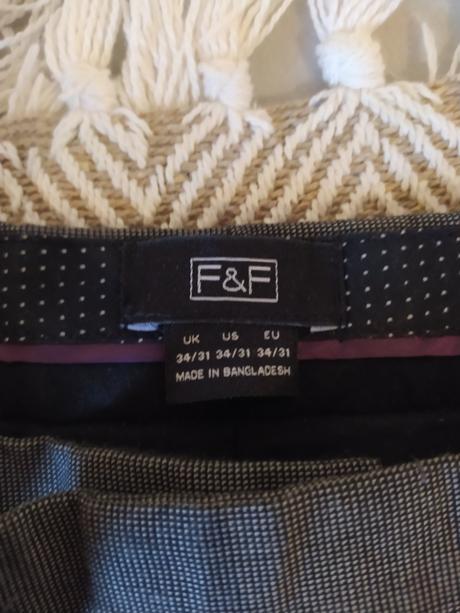 F&F
UK US EU
34/31 34/31 34/31
MADE IN BANGLADESH